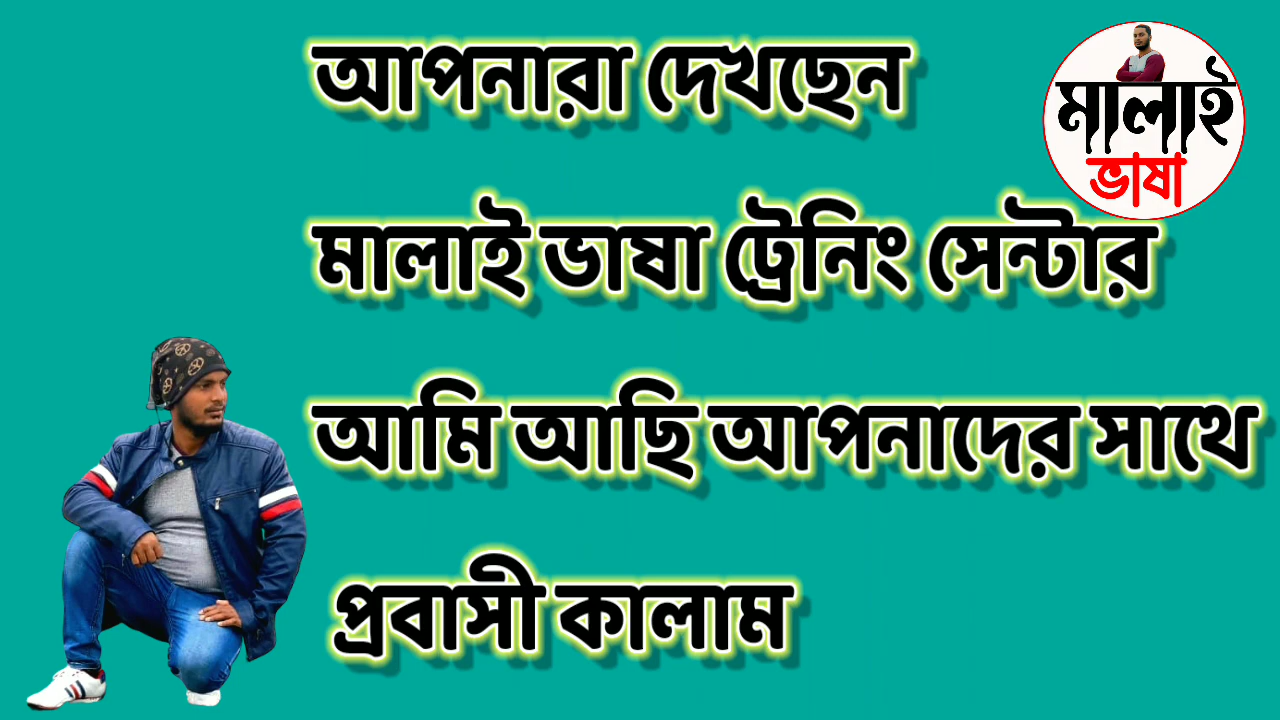 আপনারা দেখছেন
মালাই
ভাষা
মালাই ভাষা ট্রেনিং সেন্টার
আমি আছি আপনাদের সাথে
প্রবাসী কালাম